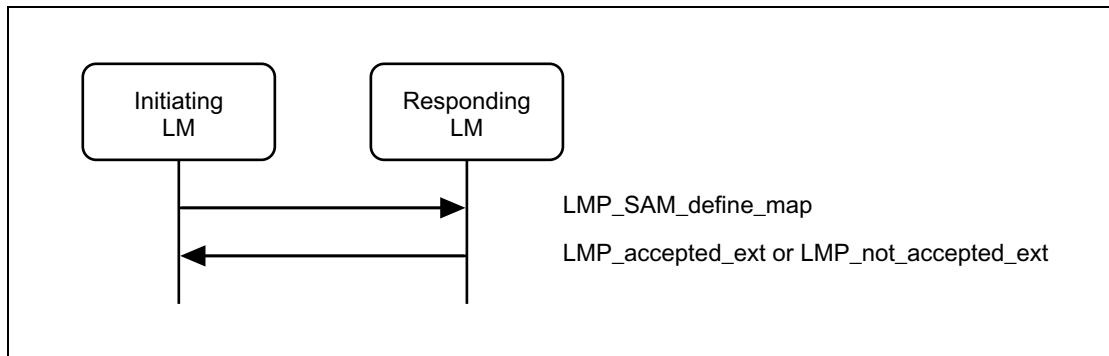 Initiating
LM
Responding
LM
LMP_SAM_define_map
LMP_accepted_ext or LMP_not_accepted_ext